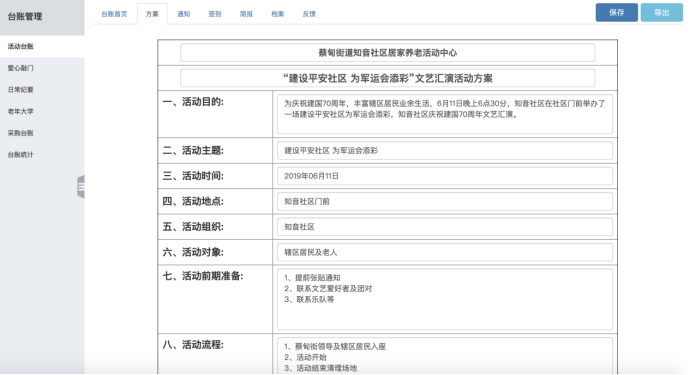 台账管理
台账首页 方案 通知 签到 简报 档案 反馈
保存 导出
活动台账
爱心敲门
日常纪要
老年大学
采购台账
台账统计
蔡甸街道知音社区居家养老活动中心
“建设平安社区 为军运会添彩”文艺汇演活动方案
一、活动目的:
为庆祝建国70周年，丰富辖区居民业余生活，6月11日晚上6点30分，知音社区在社区门前举办了
一场建设平安社区为军运会添彩，知音社区庆祝建国70周年文艺汇演。
二、活动主题:
建设平安社区 为军运会添彩
三、活动时间:
2019年06月11日
四、活动地点:
知音社区门前
五、活动组织:
知音社区
六、活动对象:
辖区居民及老人
七、活动前期准备:
1、提前张贴通知
2、联系文艺爱好者及团对
3、联系乐队等
八、活动流程:
1、蔡甸街领导及辖区居民入座
2、活动开始
3、活动结束清理场地